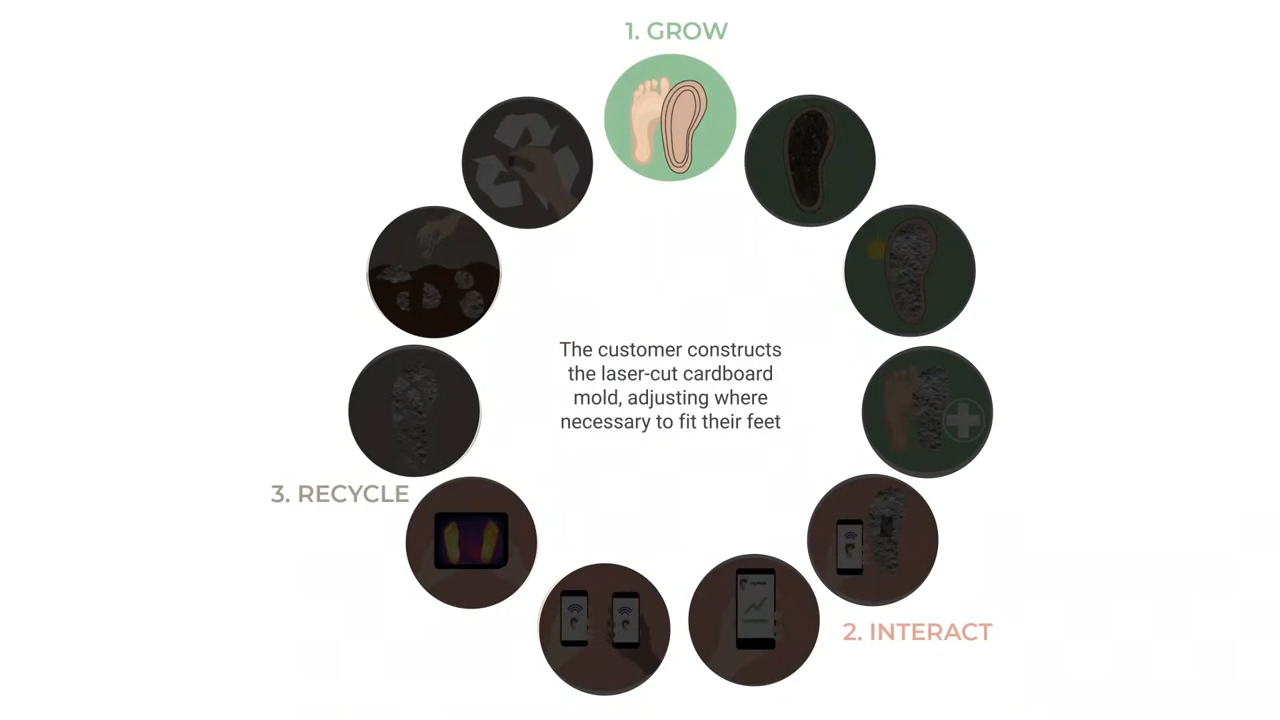 1. GROW
The customer constructs
the laser-cut cardboard
mold, adjusting where
necessary to fit their feet
3. RECYCLE
2. INTERACT